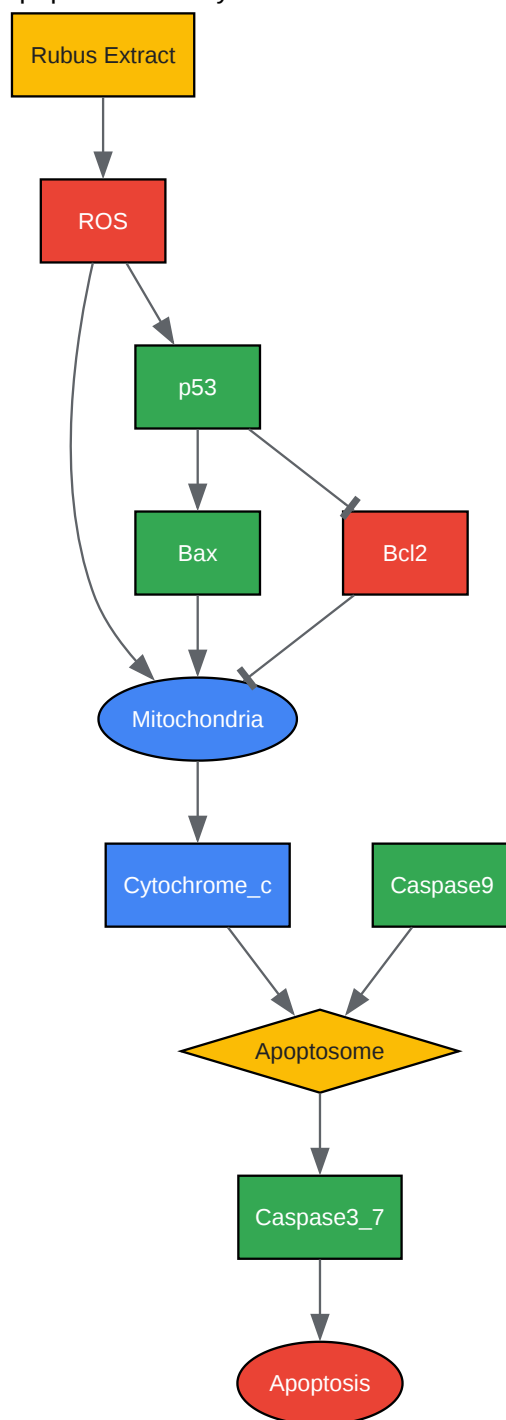 Rubus Extract
ROS
p53
Bax
Bcl2
Mitochondria
Cytochrome_c
Caspase9
Apoptosome
Caspase3_7
Apoptosis